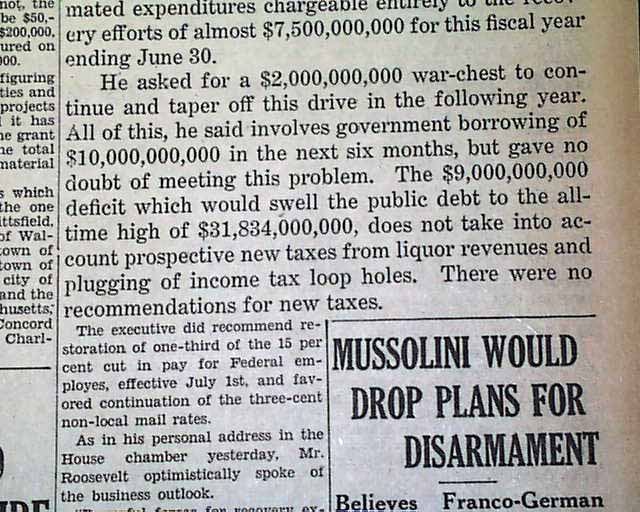 not, the
be $50,-
$200,000,
ured on
000.
figuring
ties and
projects
it has
he grant
he total
material
s which
the one
ittsfield,
of Wal-
own of
town of
city of
and the
husetts;
Concord
Charl-
mated expenditures chargeable entirely to the recov-
ery efforts of almost $7,500,000,000 for this fiscal year
ending June 30.
He asked for a $2,000,000,000 war-chest to con-
tinue and taper off this drive in the following year.
All of this, he said involves government borrowing of
$10,000,000,000 in the next six months, but gave no
doubt of meeting this problem. The $9,000,000,000
deficit which would swell the public debt to the all-
time high of $31,834,000,000, does not take into ac-
count prospective new taxes from liquor revenues and
plugging of income tax loop holes. There were no
recommendations for new taxes.
The executive did recommend re-
storation of one-third of the 15 per
cent cut in pay for Federal em-
ployes, effective July 1st, and fav-
ored continuation of the three-cent
non-local mail rates.
As in his personal address in the
House chamber yesterday, Mr.
Roosevelt optimistically spoke of
the business outlook.
MUSSOLINI WOULD
DROP PLANS FOR
DISARMAMENT
Believes Franco-German